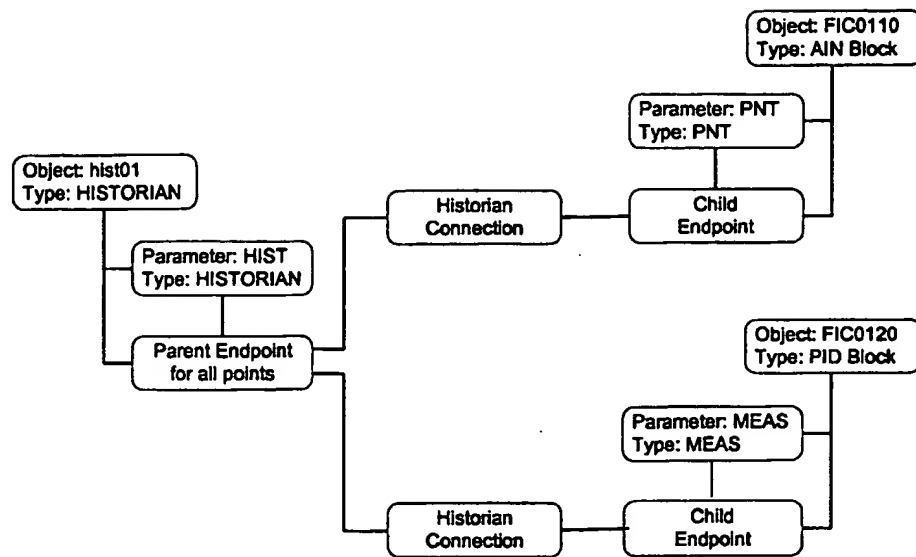 Object: FIC0110
Type: AIN Block
Parameter: PNT
Type: PNT
Object: hist01
Type: HISTORIAN
Historian
Connection
Child
Endpoint
Parameter: HIST
Type: HISTORIAN
Parent Endpoint
for all points
Object: FIC0120
Type: PID Block
Parameter: MEAS
Type: MEAS
Historian
Connection
Child
Endpoint